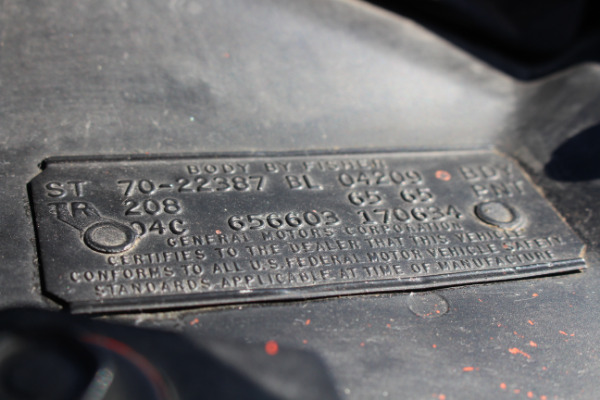 BODY BY FISHER
ST 70-22387 BL 04209 BDY
TR 208 65 65 PNT
04C 656603 170634
GENERAL MOTORS CORPORATION
CERTIFIES TO THE DEALER THAT THIS VEHICLE
CONFORMS TO ALL U.S. FEDERAL MOTOR VEHICLE SAFETY
STANDARDS APPLICABLE AT TIME OF MANUFACTURE